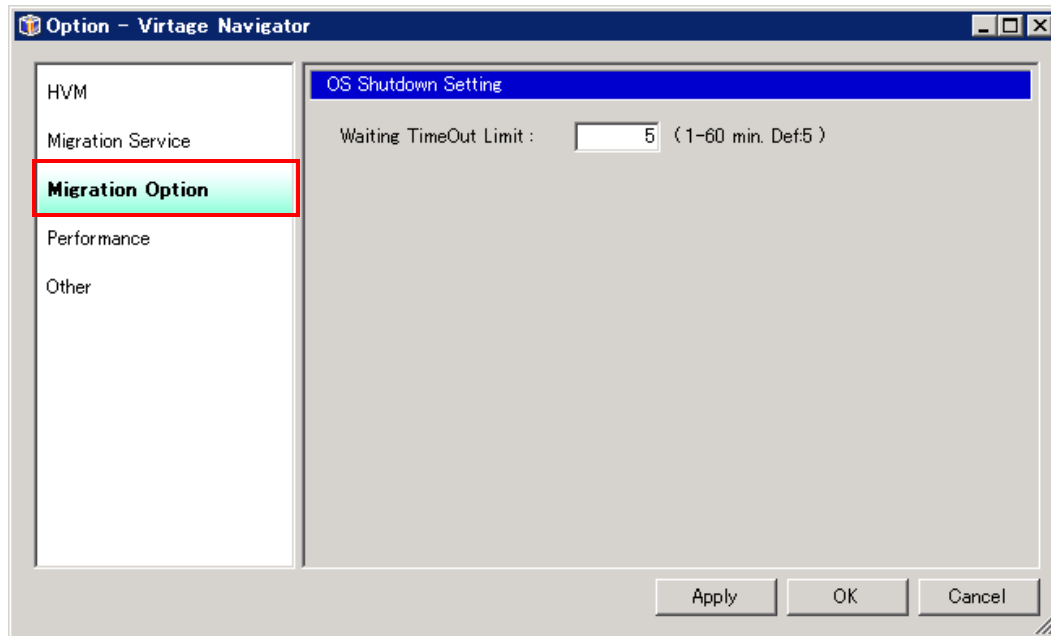 Option - Virtage Navigator
HVM
Migration Service
Migration Option
Performance
Other
OS Shutdown Setting
Waiting TimeOut Limit : 5 ( 1-60 min. Def:5 )
Apply OK Cancel